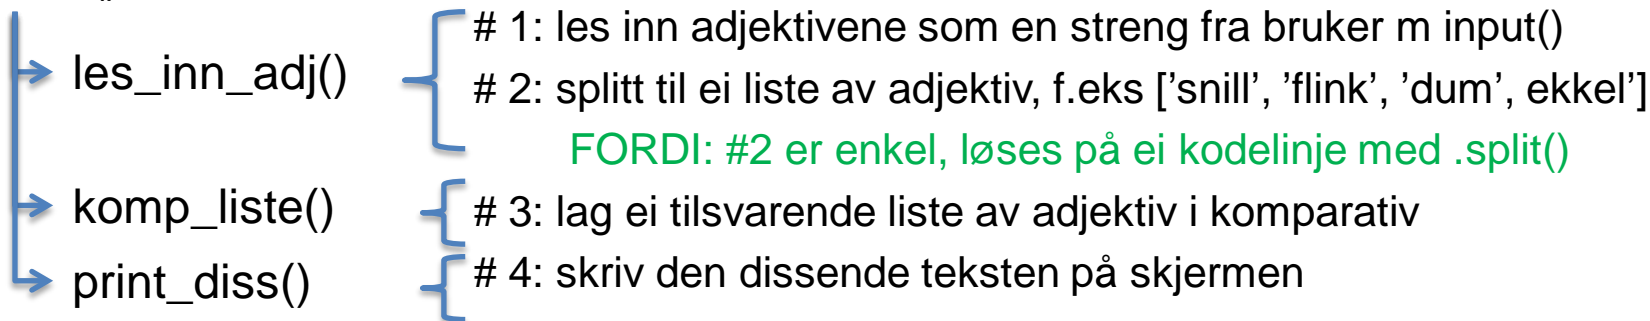 # 1: les inn adjektivene som en streng fra bruker m input()
les_inn_adj()
# 2: splitt til ei liste av adjektiv, f.eks ['snill', 'flink', 'dum', ekkel']
FORDI: #2 er enkel, løses på ei kodelinje med .split()
komp_liste()
# 3: lag ei tilsvarende liste av adjektiv i komparativ
print_diss()
# 4: skriv den dissende teksten på skjermen